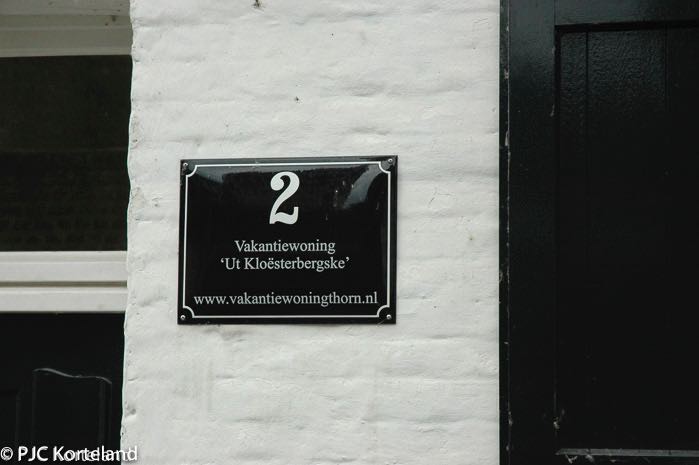 2
Vakantiewoning
‘Ut Kloësterbergske’
www.vakantiewoningthorn.nl
© PJC Korteland